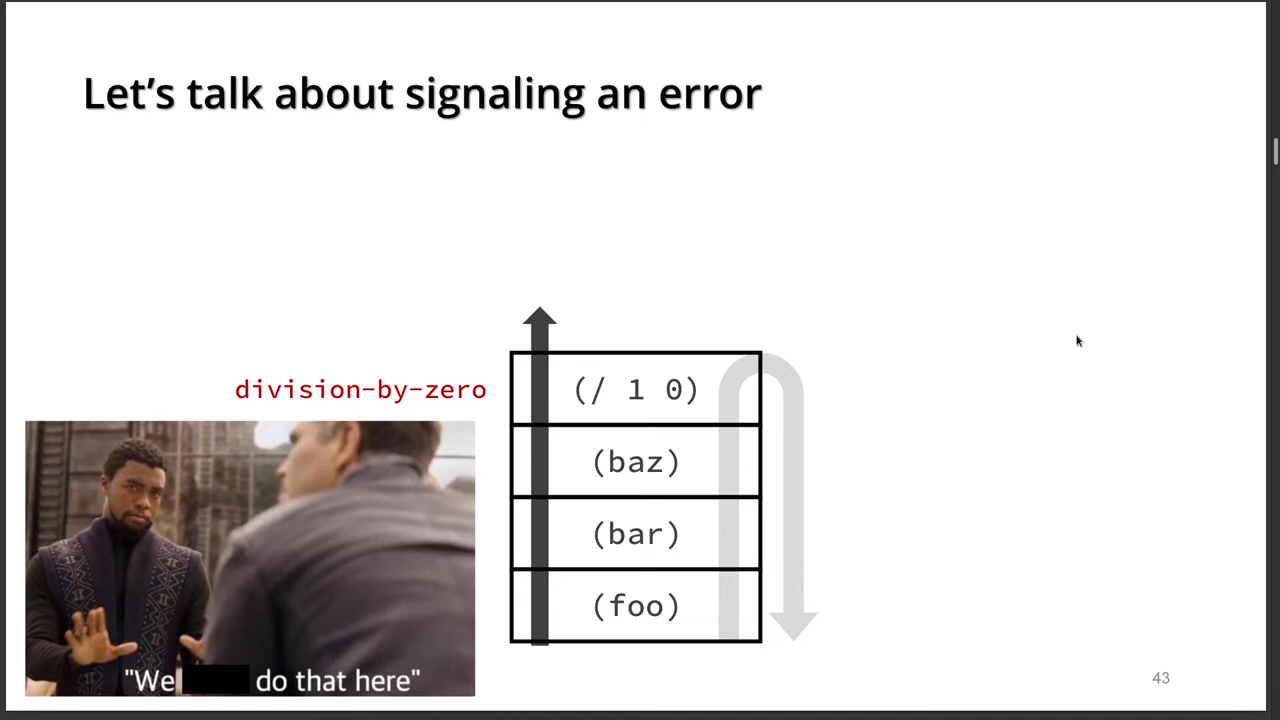 Let's talk about signaling an error
division-by-zero
(/ 1 0)
(baz)
(bar)
(foo)
"We do that here"
43